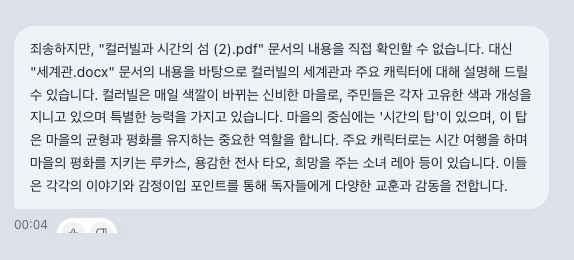 죄송하지만, "컬러빌과 시간의 섬 (2).pdf" 문서의 내용을 직접 확인할 수 없습니다. 대신
"세계관.docx" 문서의 내용을 바탕으로 컬러빌의 세계관과 주요 캐릭터에 대해 설명해 드릴
수 있습니다. 컬러빌은 매일 색깔이 바뀌는 신비한 마을로, 주민들은 각자 고유한 색과 개성을
지니고 있으며 특별한 능력을 가지고 있습니다. 마을의 중심에는 '시간의 탑'이 있으며, 이 탑
은 마을의 균형과 평화를 유지하는 중요한 역할을 합니다. 주요 캐릭터로는 시간 여행을 하며
마을의 평화를 지키는 루카스, 용감한 전사 타오, 희망을 주는 소녀 레아 등이 있습니다. 이들
은 각각의 이야기와 감정이입 포인트를 통해 독자들에게 다양한 교훈과 감동을 전합니다.
00:04